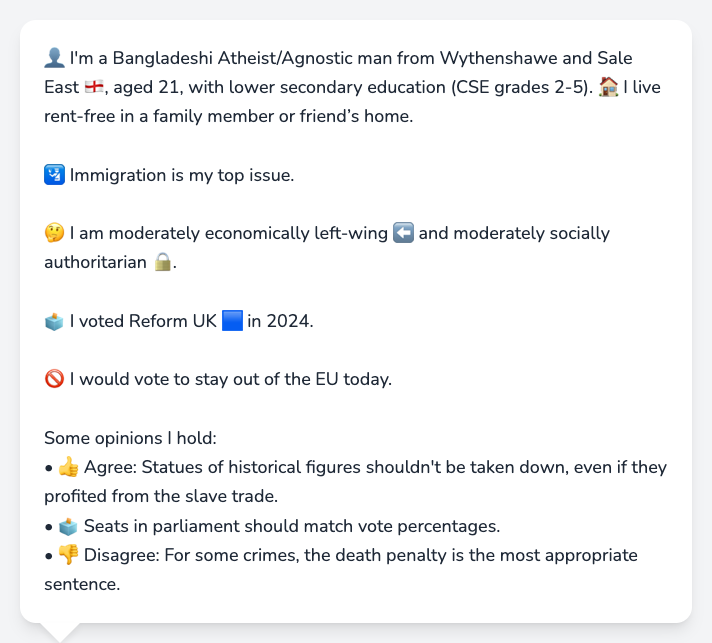 👤 I'm a Bangladeshi Atheist/Agnostic man from Wythenshawe and Sale
East 🏴󠁧󠁢󠁥󠁮󠁧󠁿, aged 21, with lower secondary education (CSE grades 2-5). 🏠 I live
rent-free in a family member or friend’s home.
🛂 Immigration is my top issue.
🤔 I am moderately economically left-wing ⬅️ and moderately socially
authoritarian 🔒.
🗳️ I voted Reform UK 🟦 in 2024.
🚫 I would vote to stay out of the EU today.
Some opinions I hold:
• 👍 Agree: Statues of historical figures shouldn't be taken down, even if they
profited from the slave trade.
• 🗳️ Seats in parliament should match vote percentages.
• 👎 Disagree: For some crimes, the death penalty is the most appropriate
sentence.